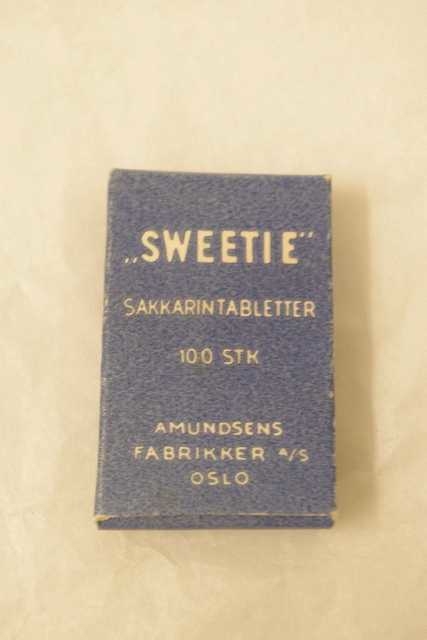 „SWEETIE”
SAKKARINTABLETTER
100 STK
AMUNDSENS
FABRIKKER A/S
OSLO